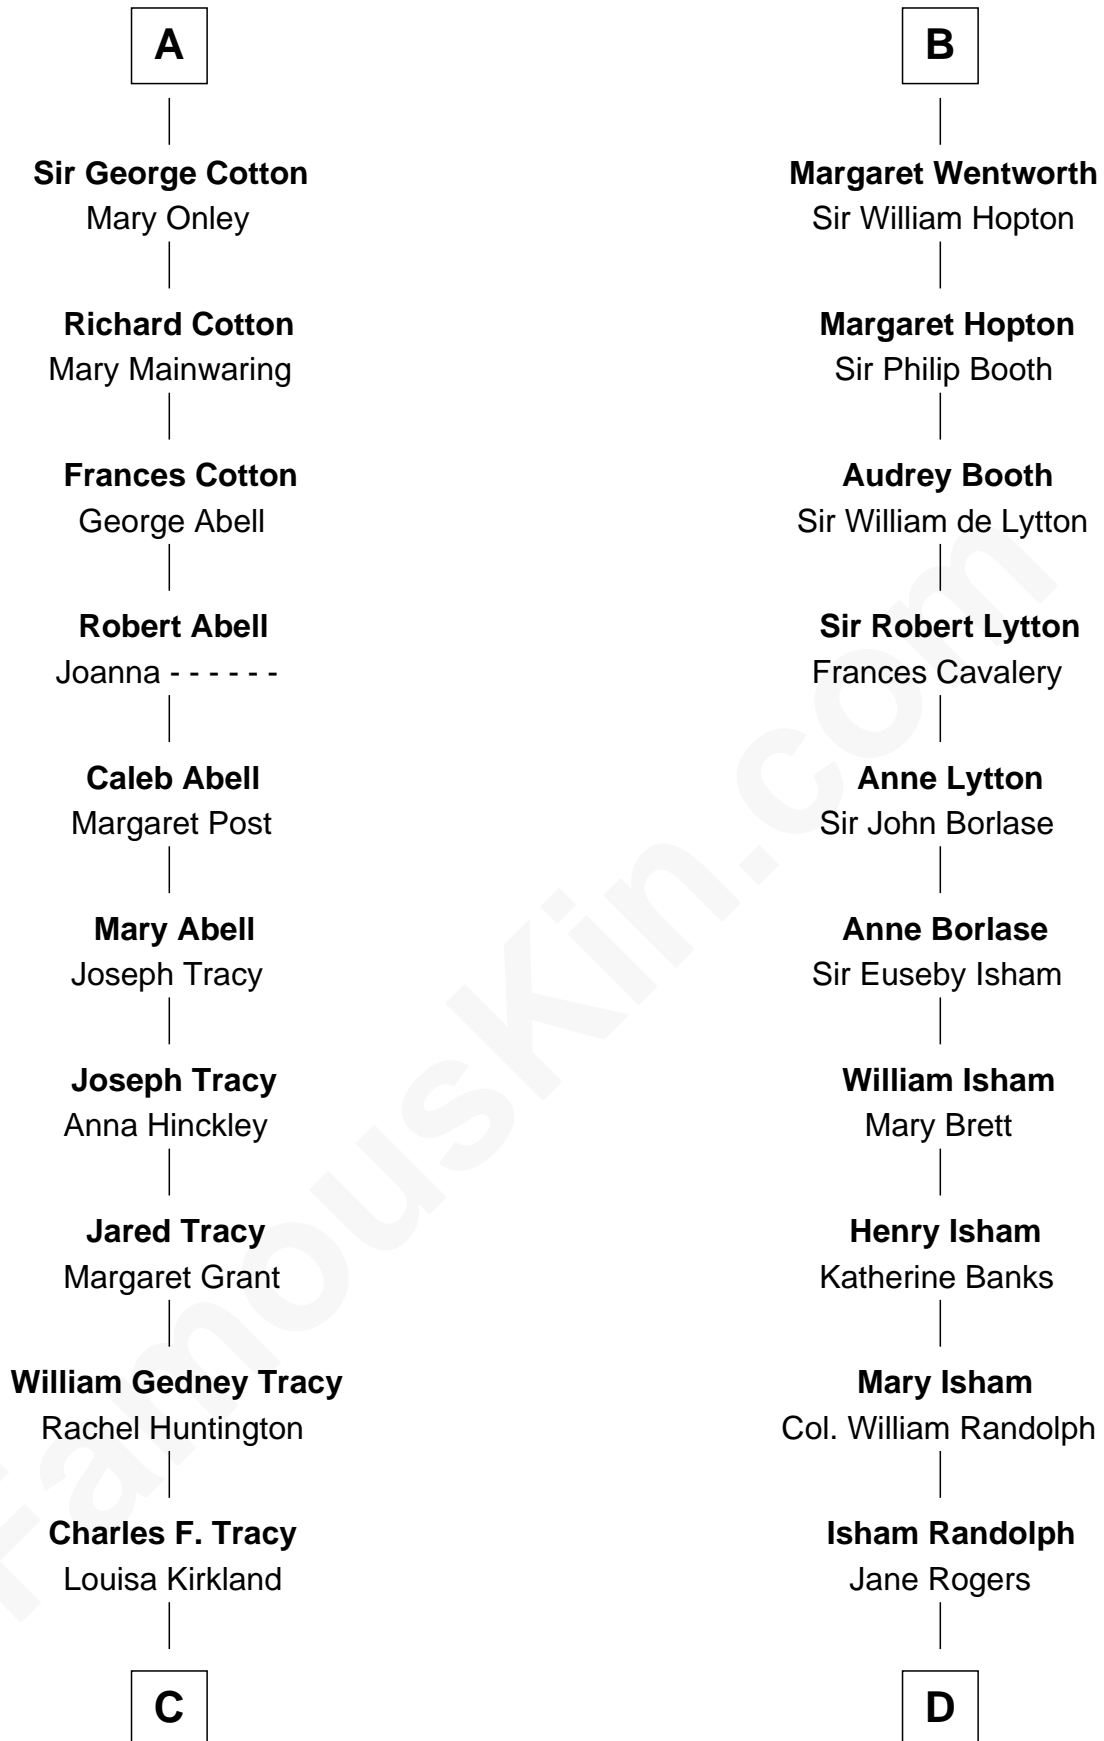 A
Sir George Cotton
Mary Onley
Richard Cotton
Mary Mainwaring
Frances Cotton
George Abell
Robert Abell
Joanna - - - - - -
Caleb Abell
Margaret Post
Mary Abell
Joseph Tracy
Joseph Tracy
Anna Hinckley
Jared Tracy
Margaret Grant
William Gedney Tracy
Rachel Huntington
Charles F. Tracy
Louisa Kirkland
C
B
Margaret Wentworth
Sir William Hopton
Margaret Hopton
Sir Philip Booth
Audrey Booth
Sir William de Lytton
Sir Robert Lytton
Frances Cavalery
Anne Lytton
Sir John Borlase
Anne Borlase
Sir Euseby Isham
William Isham
Mary Brett
Henry Isham
Katherine Banks
Mary Isham
Col. William Randolph
Isham Randolph
Jane Rogers
D
FamousKin.com